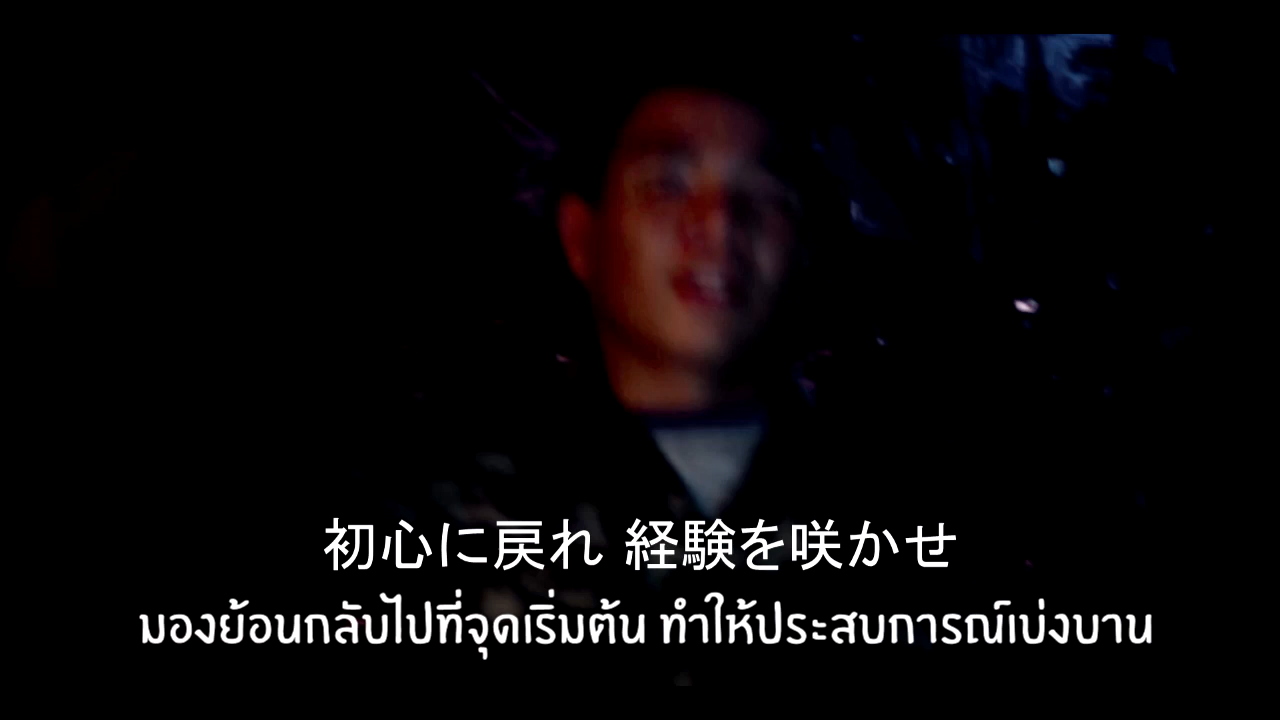 初心に戻れ 経験を咲かせ
มองย้อนกลับไปที่จุดเริ่มต้น ทำให้ประสบการณ์เบ่งบาน